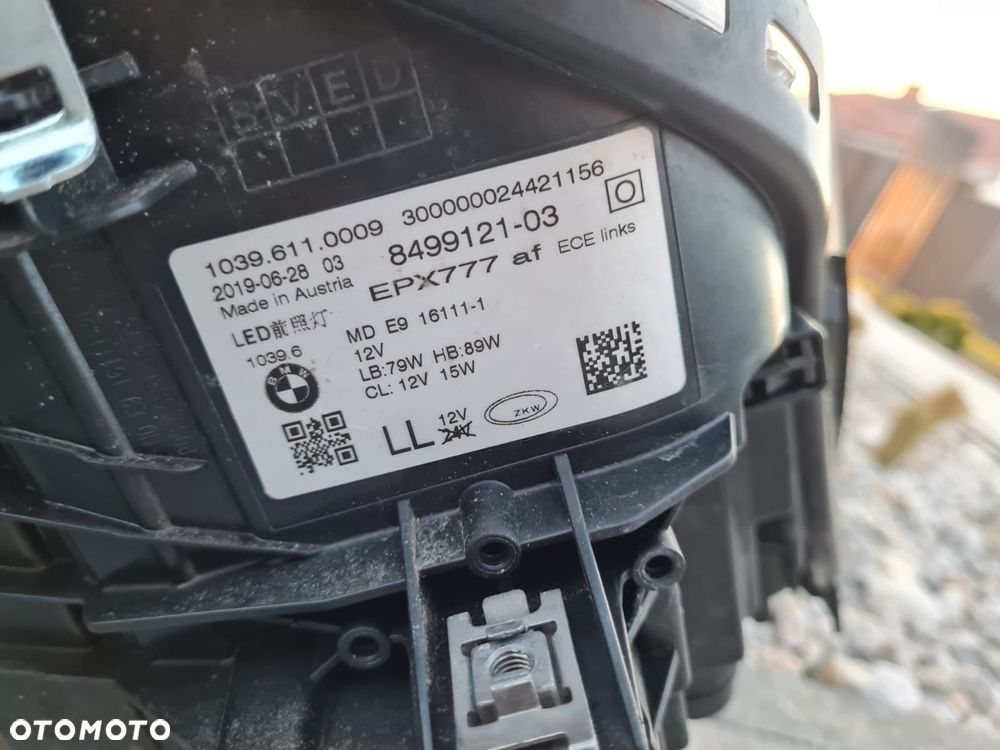 B V E D
1039.611.0009 300000024421156
2019-06-28 03 8499121-03
Made in Austria EPX777 af ECE links
LED前照灯 MD E9 16111-1
1039.6 12V
LB:79W HB:89W
CL: 12V 15W
BMW
LL 12V ZKW
24V
OTOMOTO